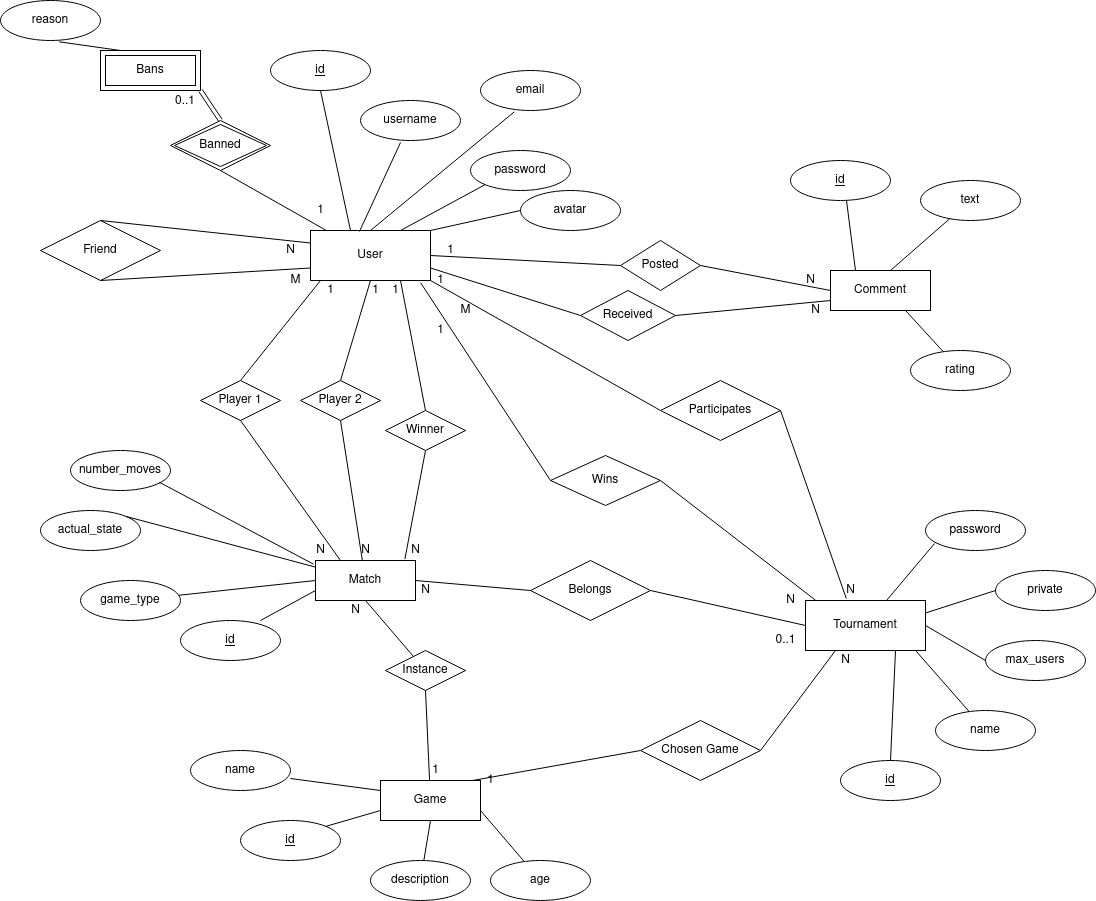 reason
Bans
id
email
username
0..1
Banned
password
id
text
avatar
1
Friend
N
User
1
Posted
Comment
M
1
1
1
1
N
M
Received
N
1
rating
Player 1
Player 2
Winner
Participates
number_moves
Wins
actual_state
password
N
N
N
Match
Belongs
N
N
N
private
game_type
N
Tournament
id
0..1
max_users
N
Instance
name
Chosen Game
name
1
1
id
Game
id
description
age